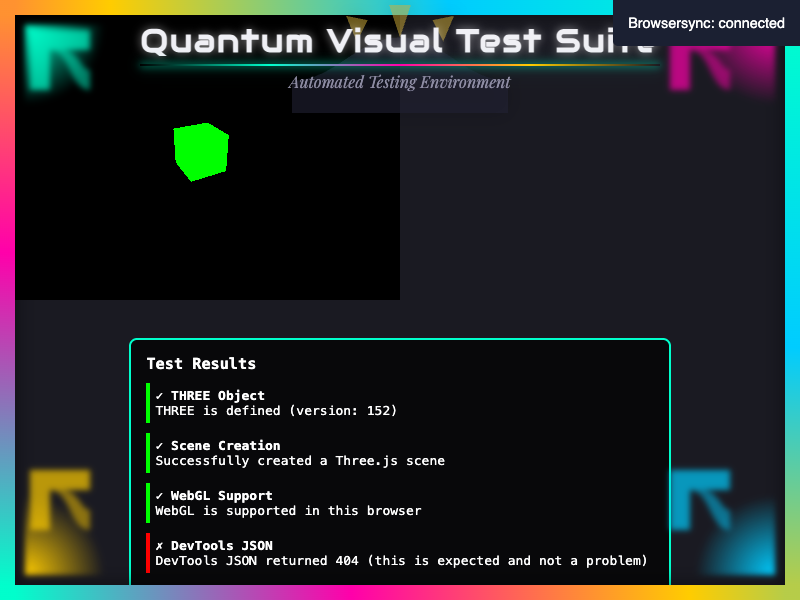 Browsersync: connected
Quantum Visual Test Suite
Automated Testing Environment
Test Results
✓ THREE Object
THREE is defined (version: 152)
✓ Scene Creation
Successfully created a Three.js scene
✓ WebGL Support
WebGL is supported in this browser
✗ DevTools JSON
DevTools JSON returned 404 (this is expected and not a problem)